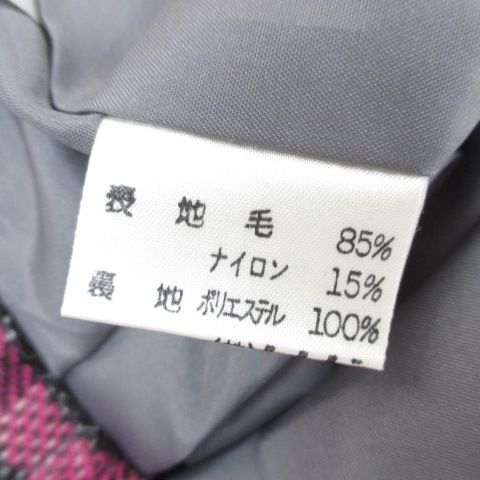 表 地 毛 85%
ナイロン 15%
裏 地 ポリエステル 100%